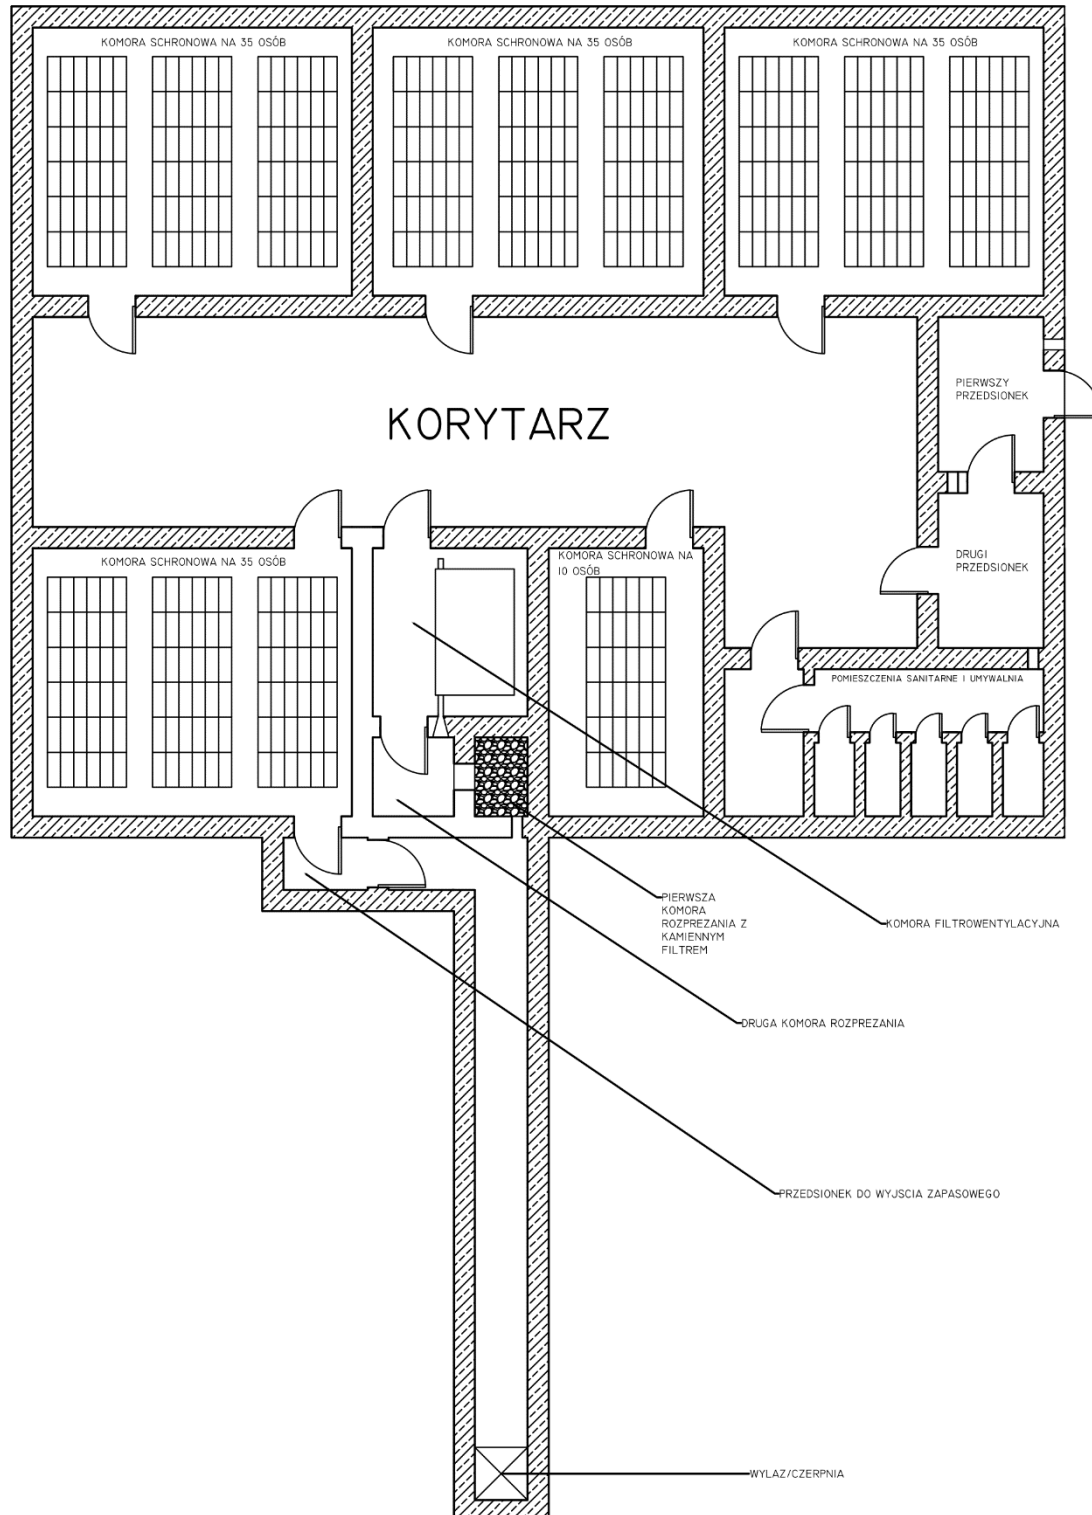 KOMORA SCHRONOWA NA 35 OSÓB
KOMORA SCHRONOWA NA 35 OSÓB
KOMORA SCHRONOWA NA 35 OSÓB
PIERWSZY
PRZEDSIONEK
KORYTARZ
KOMORA SCHRONOWA NA 35 OSÓB
KOMORA SCHRONOWA NA
10 OSÓB
DRUGI
PRZEDSIONEK
POMIESZCZENIA SANITARNE I UMYWALNIA
PIERWSZA
KOMORA
ROZPREZANIA Z
KAMIENNYM
FILTREM
KOMORA FILTROWENTYLACYJNA
DRUGA KOMORA ROZPREZANIA
PRZEDSIONEK DO WYJSCIA ZAPASOWEGO
WYLAZ/CZERPNIA